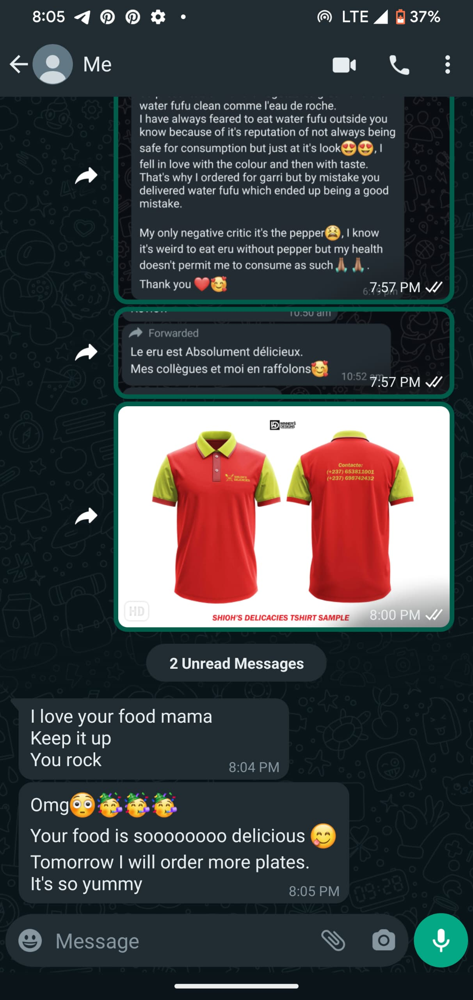 8:05
LTE 37%
Me
water fufu clean comme l'eau de roche.
I have always feared to eat water fufu outside you
know because of it's reputation of not always being
safe for consumption but just at it's look😍😍, I
fell in love with the colour and then with taste.
That's why I ordered for garri but by mistake you
delivered water fufu which ended up being a good
mistake.
My only negative critic it's the pepper😫, I know
it's weird to eat eru without pepper but my health
doesn't permit me to consume as such🙏🏽🙏🏽.
Thank you❤️🥰
6:19 pm
7:57 PM
10:50 am
Forwarded
Le eru est Absolument délicieux.
Mes collègues et moi en raffolons🥰
10:52 am
7:57 PM
WINNER'S
DESIGNS
SHILOH'S
DELICACIES
Contacte:
(+237) 653811001
(+237) 698742432
HD
SHIOH'S DELICACIES TSHIRT SAMPLE
8:00 PM
2 Unread Messages
I love your food mama
Keep it up
You rock
8:04 PM
Omg😳🥳🥳🥳
Your food is soooooooo delicious 😋
Tomorrow I will order more plates.
It's so yummy
8:05 PM
Message